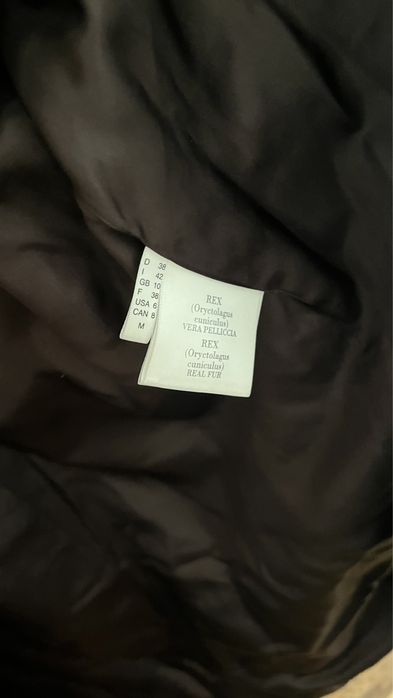 D 38
I 42
GB 10
F 38
USA 6
CAN 8
M
REX
(Oryctolagus
cuniculus)
VERA PELLICCIA
REX
(Oryctolagus
cuniculus)
REAL FUR